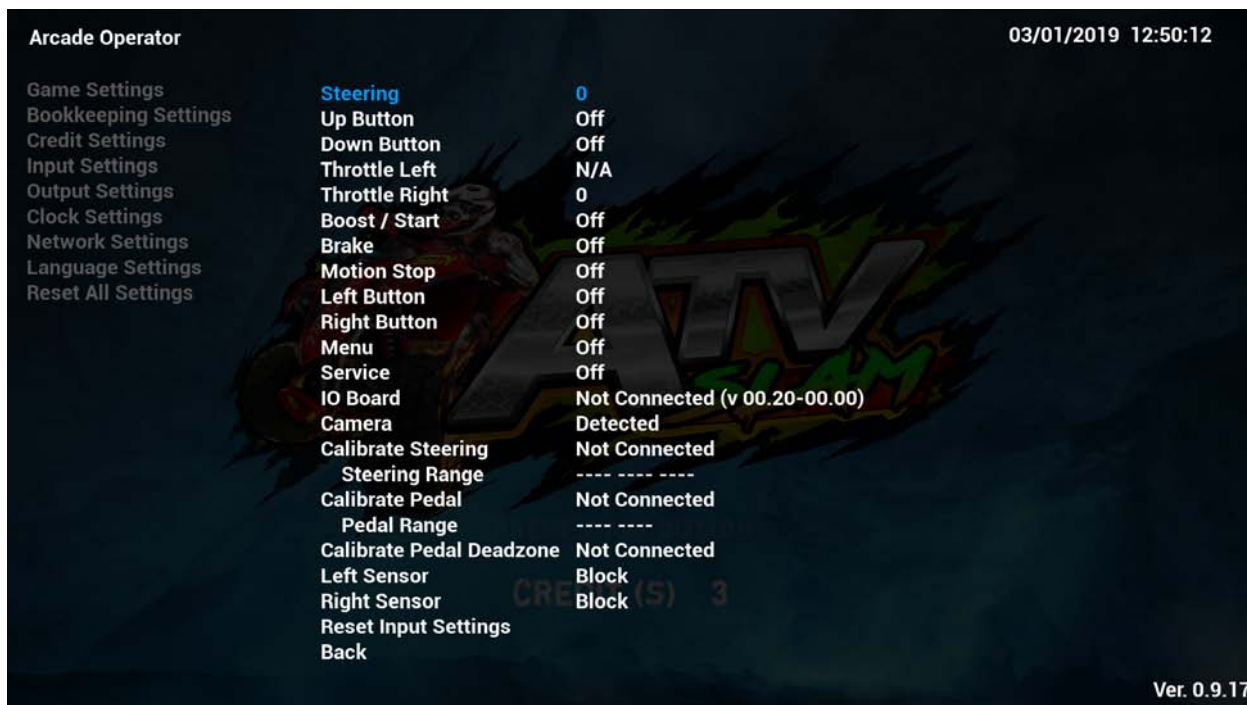 Arcade Operator
03/01/2019 12:50:12
Game Settings
Bookkeeping Settings
Credit Settings
Input Settings
Output Settings
Clock Settings
Network Settings
Language Settings
Reset All Settings
Steering 0
Up Button Off
Down Button Off
Throttle Left N/A
Throttle Right 0
Boost / Start Off
Brake Off
Motion Stop Off
Left Button Off
Right Button Off
Menu Off
Service Off
IO Board Not Connected (v 00.20-00.00)
Camera Detected
Calibrate Steering Not Connected
Steering Range ---- ---- ----
Calibrate Pedal Not Connected
Pedal Range ---- ----
Calibrate Pedal Deadzone Not Connected
Left Sensor Block
Right Sensor Block
Reset Input Settings
Back
ATV
SLAM
(S) 3
Ver. 0.9.17